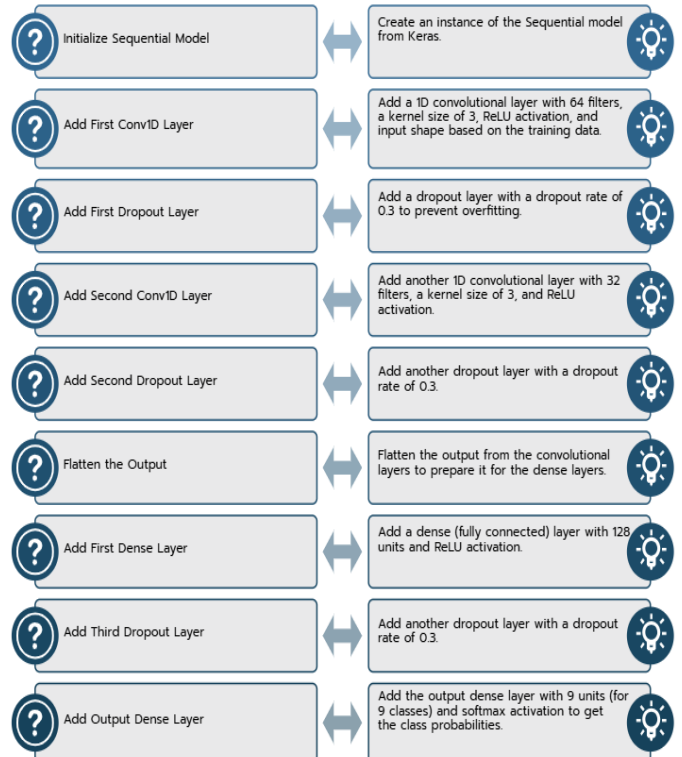 Initialize Sequential Model
Create an instance of the Sequential model
from Keras.
Add First Conv1D Layer
Add a 1D convolutional layer with 64 filters,
a kernel size of 3, ReLU activation, and
input shape based on the training data.
Add First Dropout Layer
Add a dropout layer with a dropout rate of
0.3 to prevent overfitting.
Add Second Conv1D Layer
Add another 1D convolutional layer with 32
filters, a kernel size of 3, and ReLU
activation.
Add Second Dropout Layer
Add another dropout layer with a dropout
rate of 0.3.
Flatten the Output
Flatten the output from the convolutional
layers to prepare it for the dense layers.
Add First Dense Layer
Add a dense (fully connected) layer with 128
units and ReLU activation.
Add Third Dropout Layer
Add another dropout layer with a dropout
rate of 0.3.
Add Output Dense Layer
Add the output dense layer with 9 units (for
9 classes) and softmax activation to get
the class probabilities.